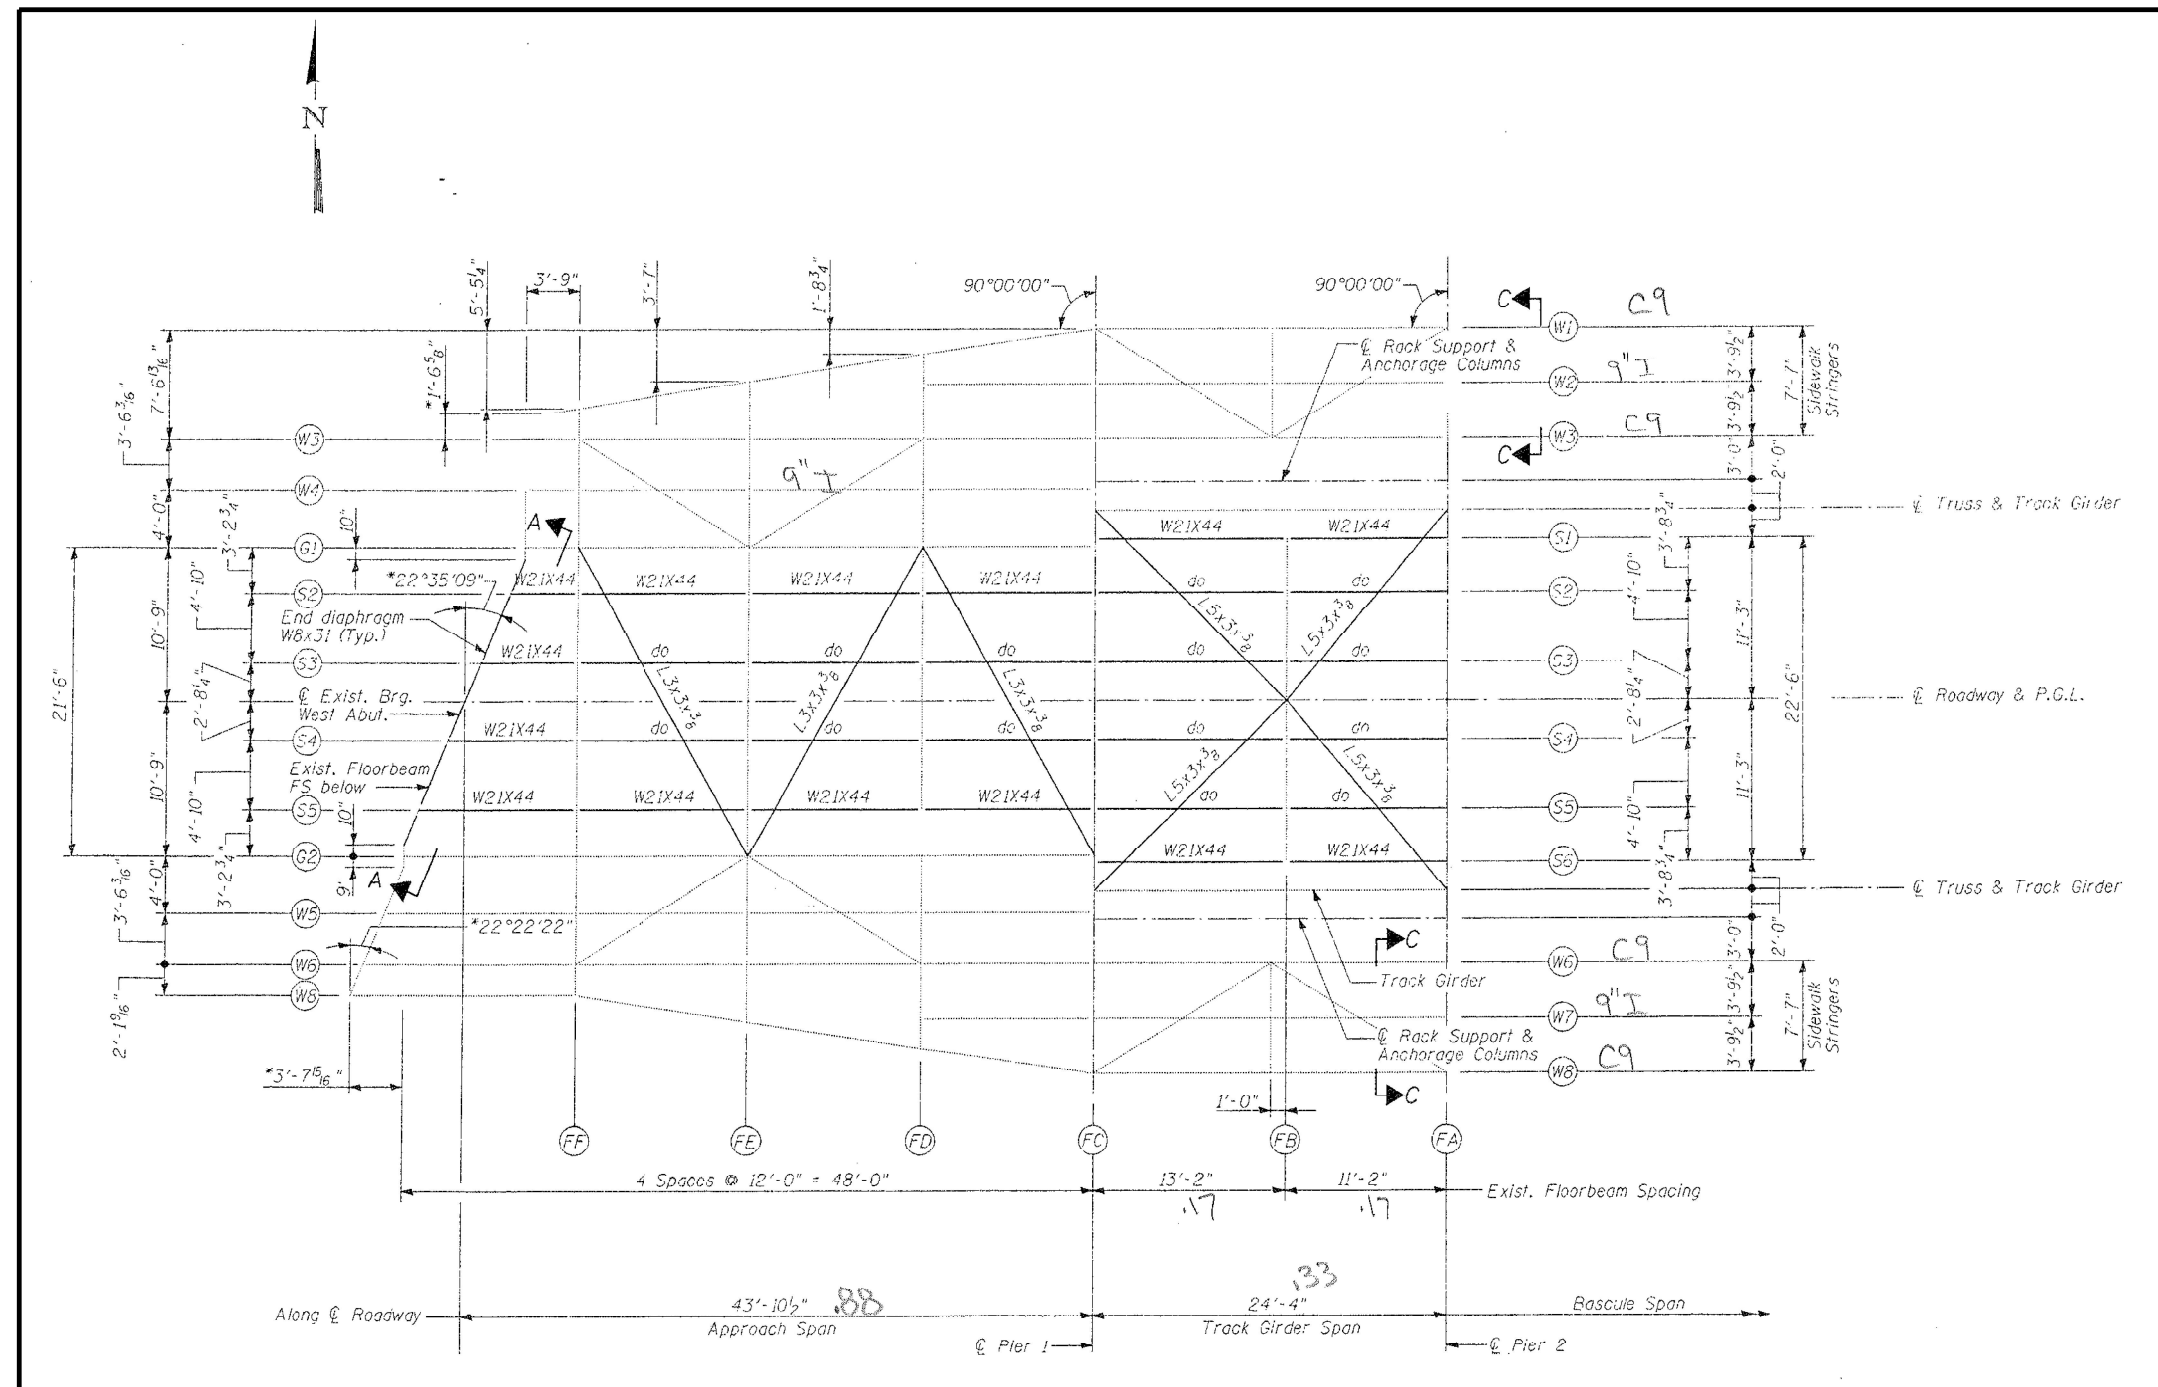 N
5'-5¼"
3'-9"
3'-7"
1'-8¾"
90°00'00"
90°00'00"
C
C9
W1
*1'-6⅝"
7'-6¹³⁄₁₆"
3'-6³⁄₁₆"
℄ Rack Support &
Anchorage Columns
W2
9" I
3'-9½"
3'-9½"
7'-7"
Sidewalk
Stringers
W3
C9
W3
C
9" I
W4
3'-0"
2'-0"
℄ Truss & Track Girder
4'-0"
3'-2¾"
10"
A
G1
W21X44
W21X44
S1
3'-8¾"
*22°35'09"
W21X44
W21X44
W21X44
W21X44
do
do
S2
S2
4'-10"
10'-9"
4'-10"
11'-3"
End diaphragm
W8x31 (Typ.)
L5x3x⅜
L5x3x⅜
S3
W21X44
do
do
do
do
do
S3
21'-6"
2'-8¼"
℄ Exist. Brg.
West Abut.
L3x3x⅜
L3x3x⅜
L3x3x⅜
2'-8¼"
22'-6"
℄ Roadway & P.G.L.
S4
W21X44
do
do
do
do
do
S4
10'-9"
4'-10"
Exist. Floorbeam
FS below
L5x3x⅜
L5x3x⅜
11'-3"
4'-10"
S5
W21X44
W21X44
W21X44
W21X44
do
do
S5
10"
G2
W21X44
W21X44
S6
3'-2¾"
4'-0"
3'-6³⁄₁₆"
9'
A
3'-8¾"
℄ Truss & Track Girder
W5
*22°22'22"
3'-0"
2'-0"
C
W6
W6
C9
Track Girder
W8
2'-1⁹⁄₁₆"
W7
9" I
3'-9½"
3'-9½"
7'-7"
Sidewalk
Stringers
℄ Rack Support &
Anchorage Columns
*3'-7¹⁵⁄₁₆"
W8
C9
C
1'-0"
FF
FE
FD
FC
FB
FA
4 Spaces @ 12'-0" = 48'-0"
13'-2"
11'-2"
Exist. Floorbeam Spacing
.17
.17
.33
Along ℄ Roadway
43'-10½"
.88
24'-4"
Bascule Span
Approach Span
Track Girder Span
℄ Pier 1
℄ Pier 2